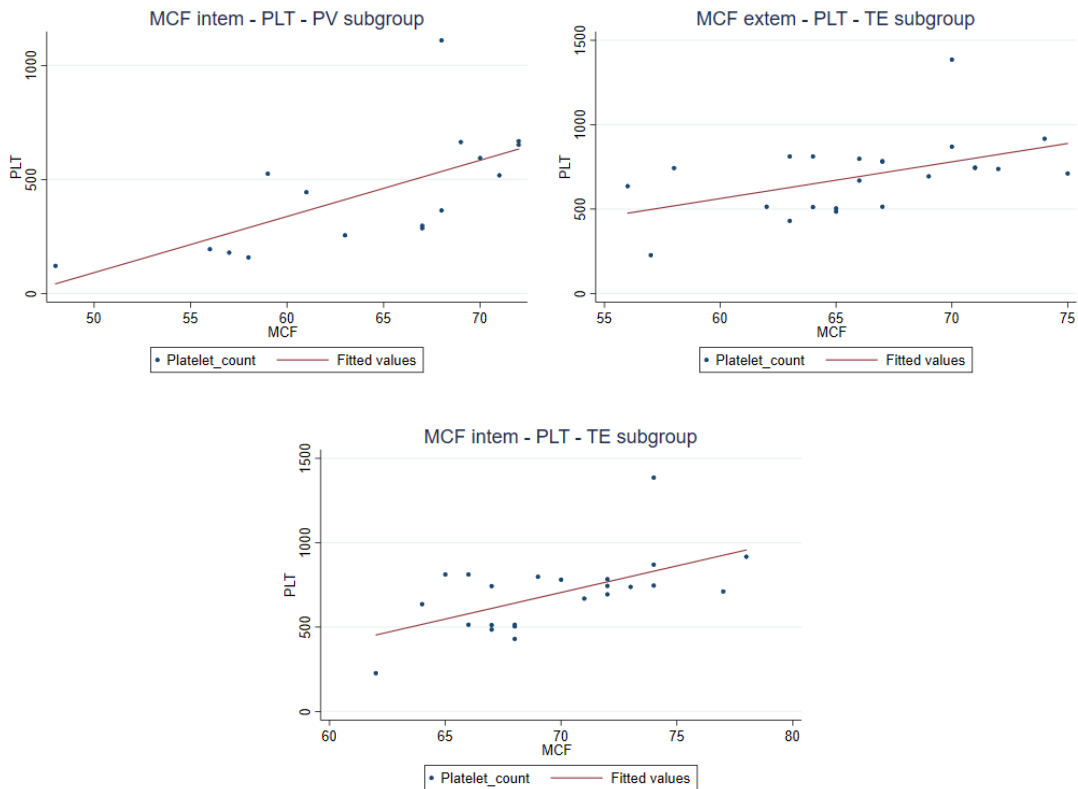 MCF intem - PLT - PV subgroup
PLT
1000
500
0
50 55 60 65 70
MCF
Platelet_count Fitted values
MCF extem - PLT - TE subgroup
PLT
1500
1000
500
0
55 60 65 70 75
MCF
Platelet_count Fitted values
MCF intem - PLT - TE subgroup
PLT
1500
1000
500
0
60 65 70 75 80
MCF
Platelet_count Fitted values